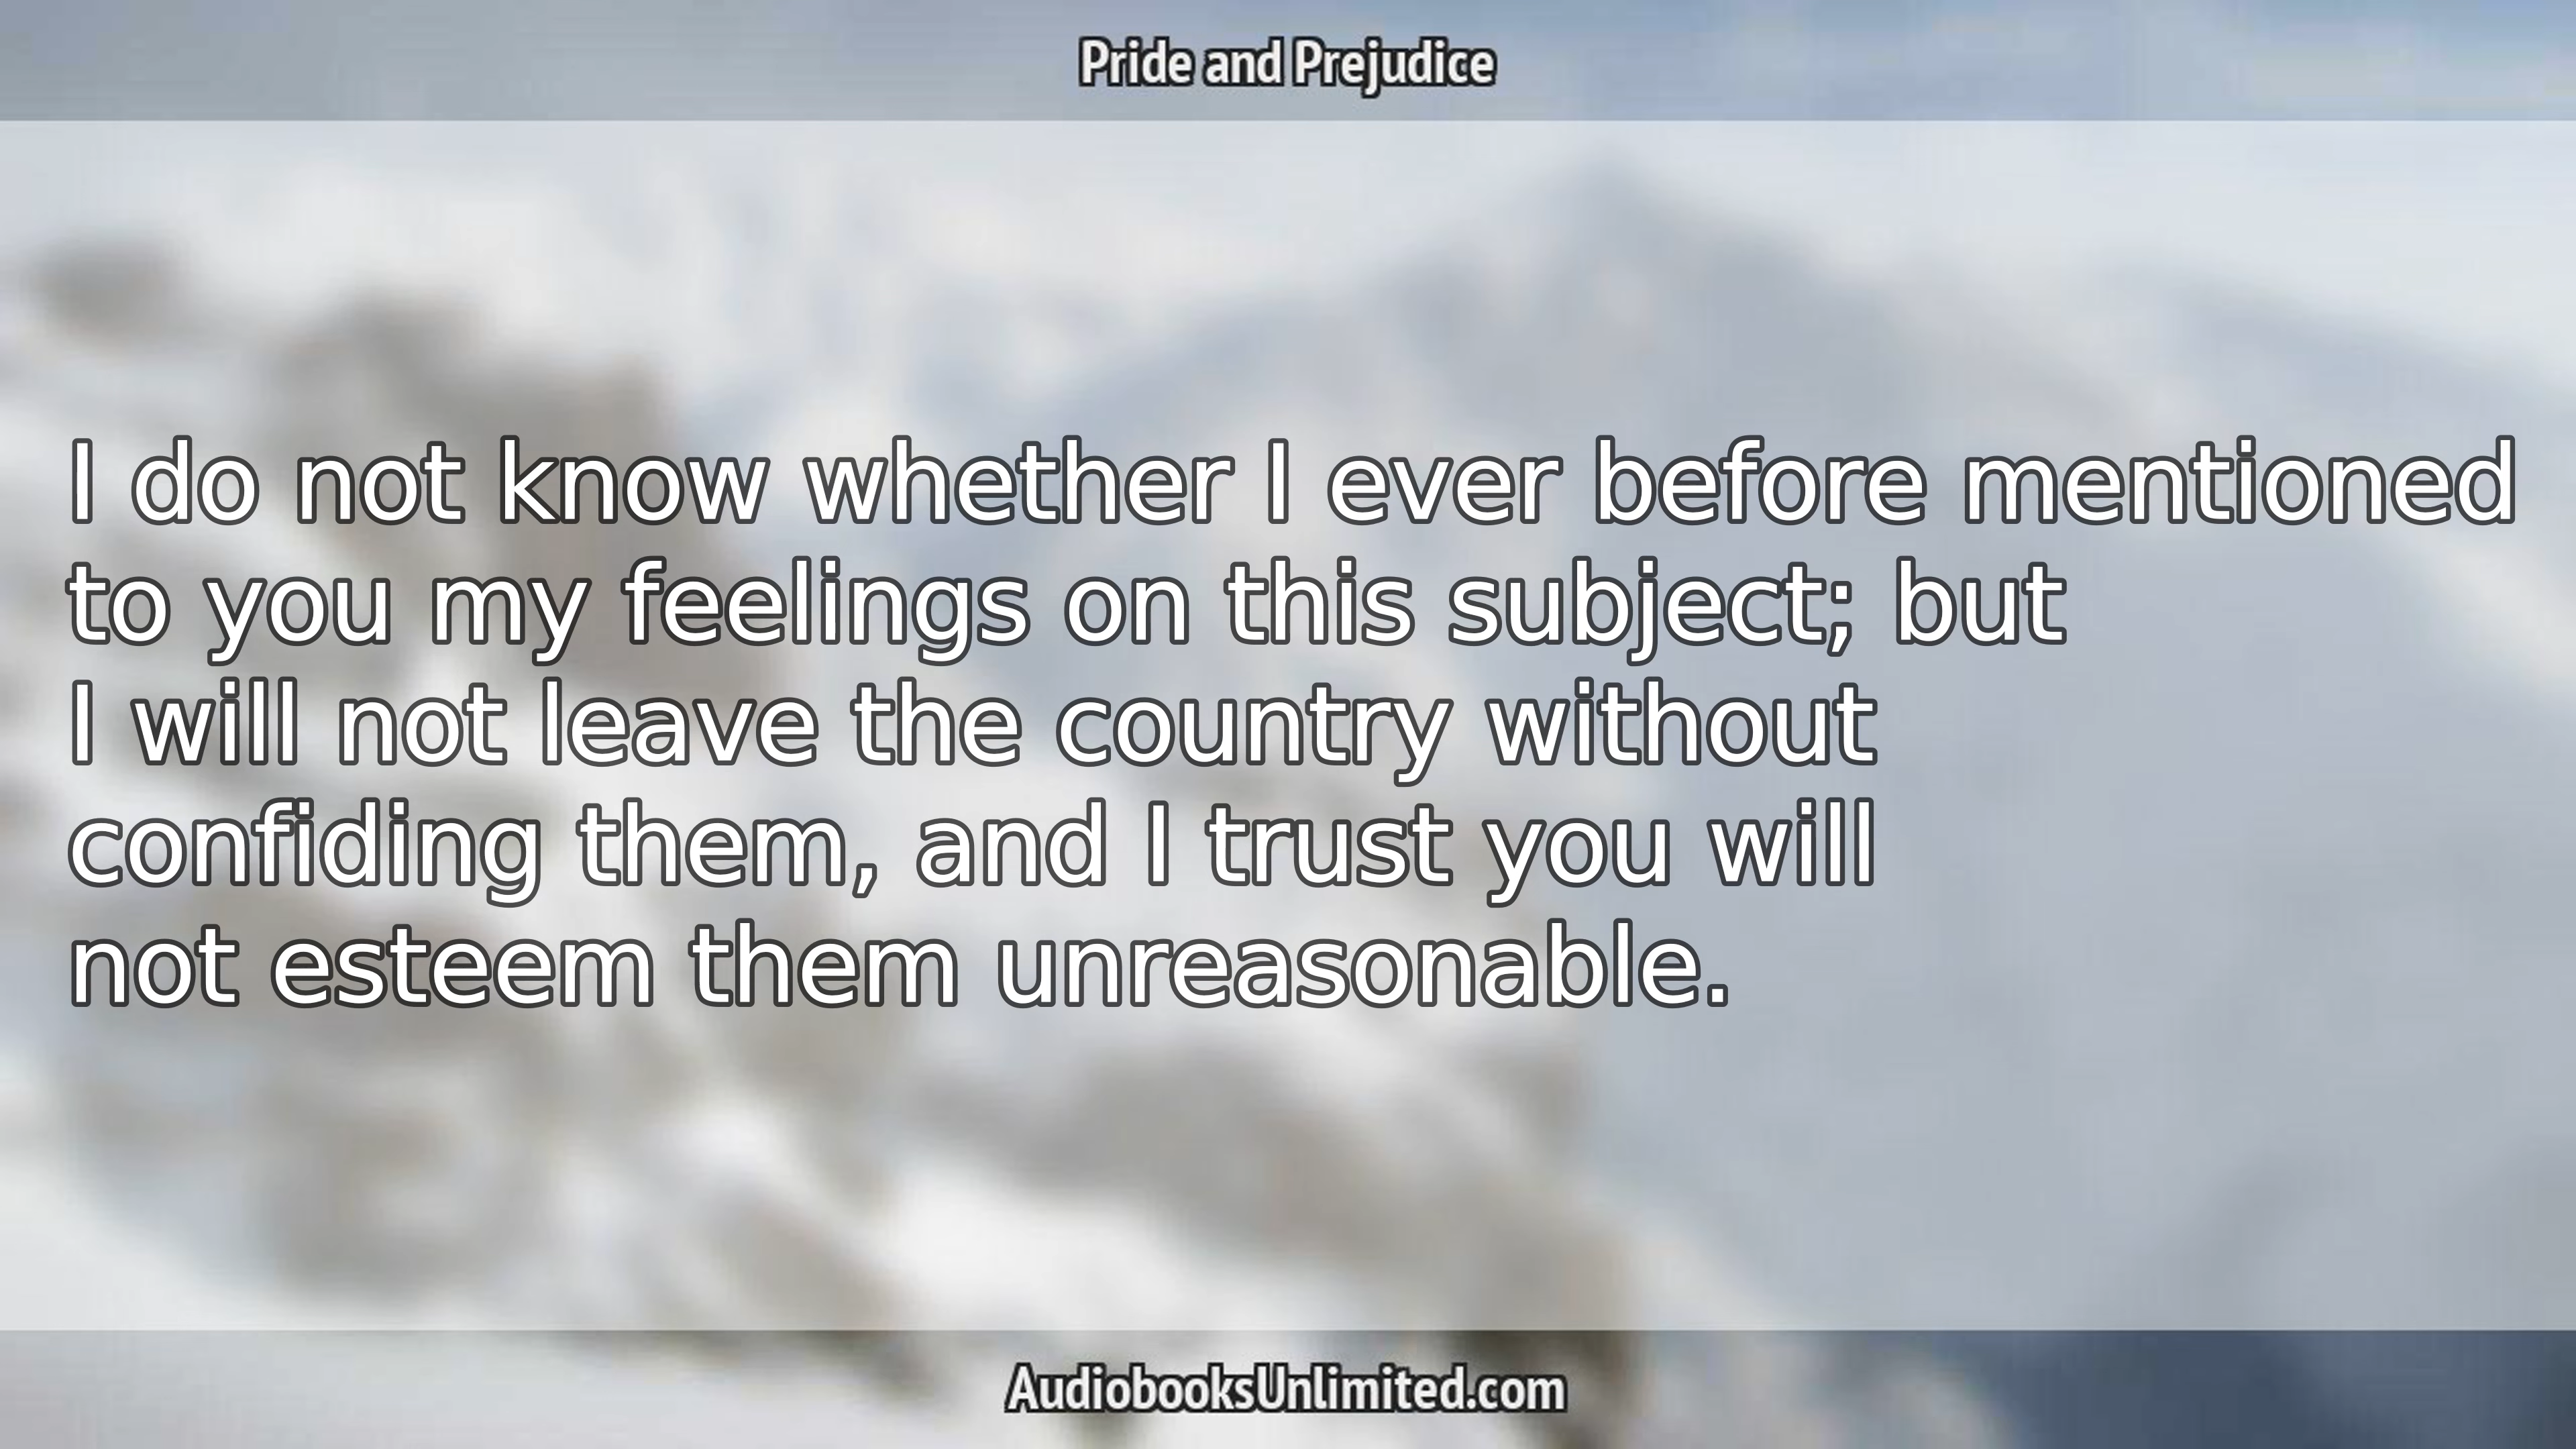 Pride and Prejudice
I do not know whether I ever before mentioned
to you my feelings on this subject; but
I will not leave the country without
confiding them, and I trust you will
not esteem them unreasonable.
AudiobooksUnlimited.com